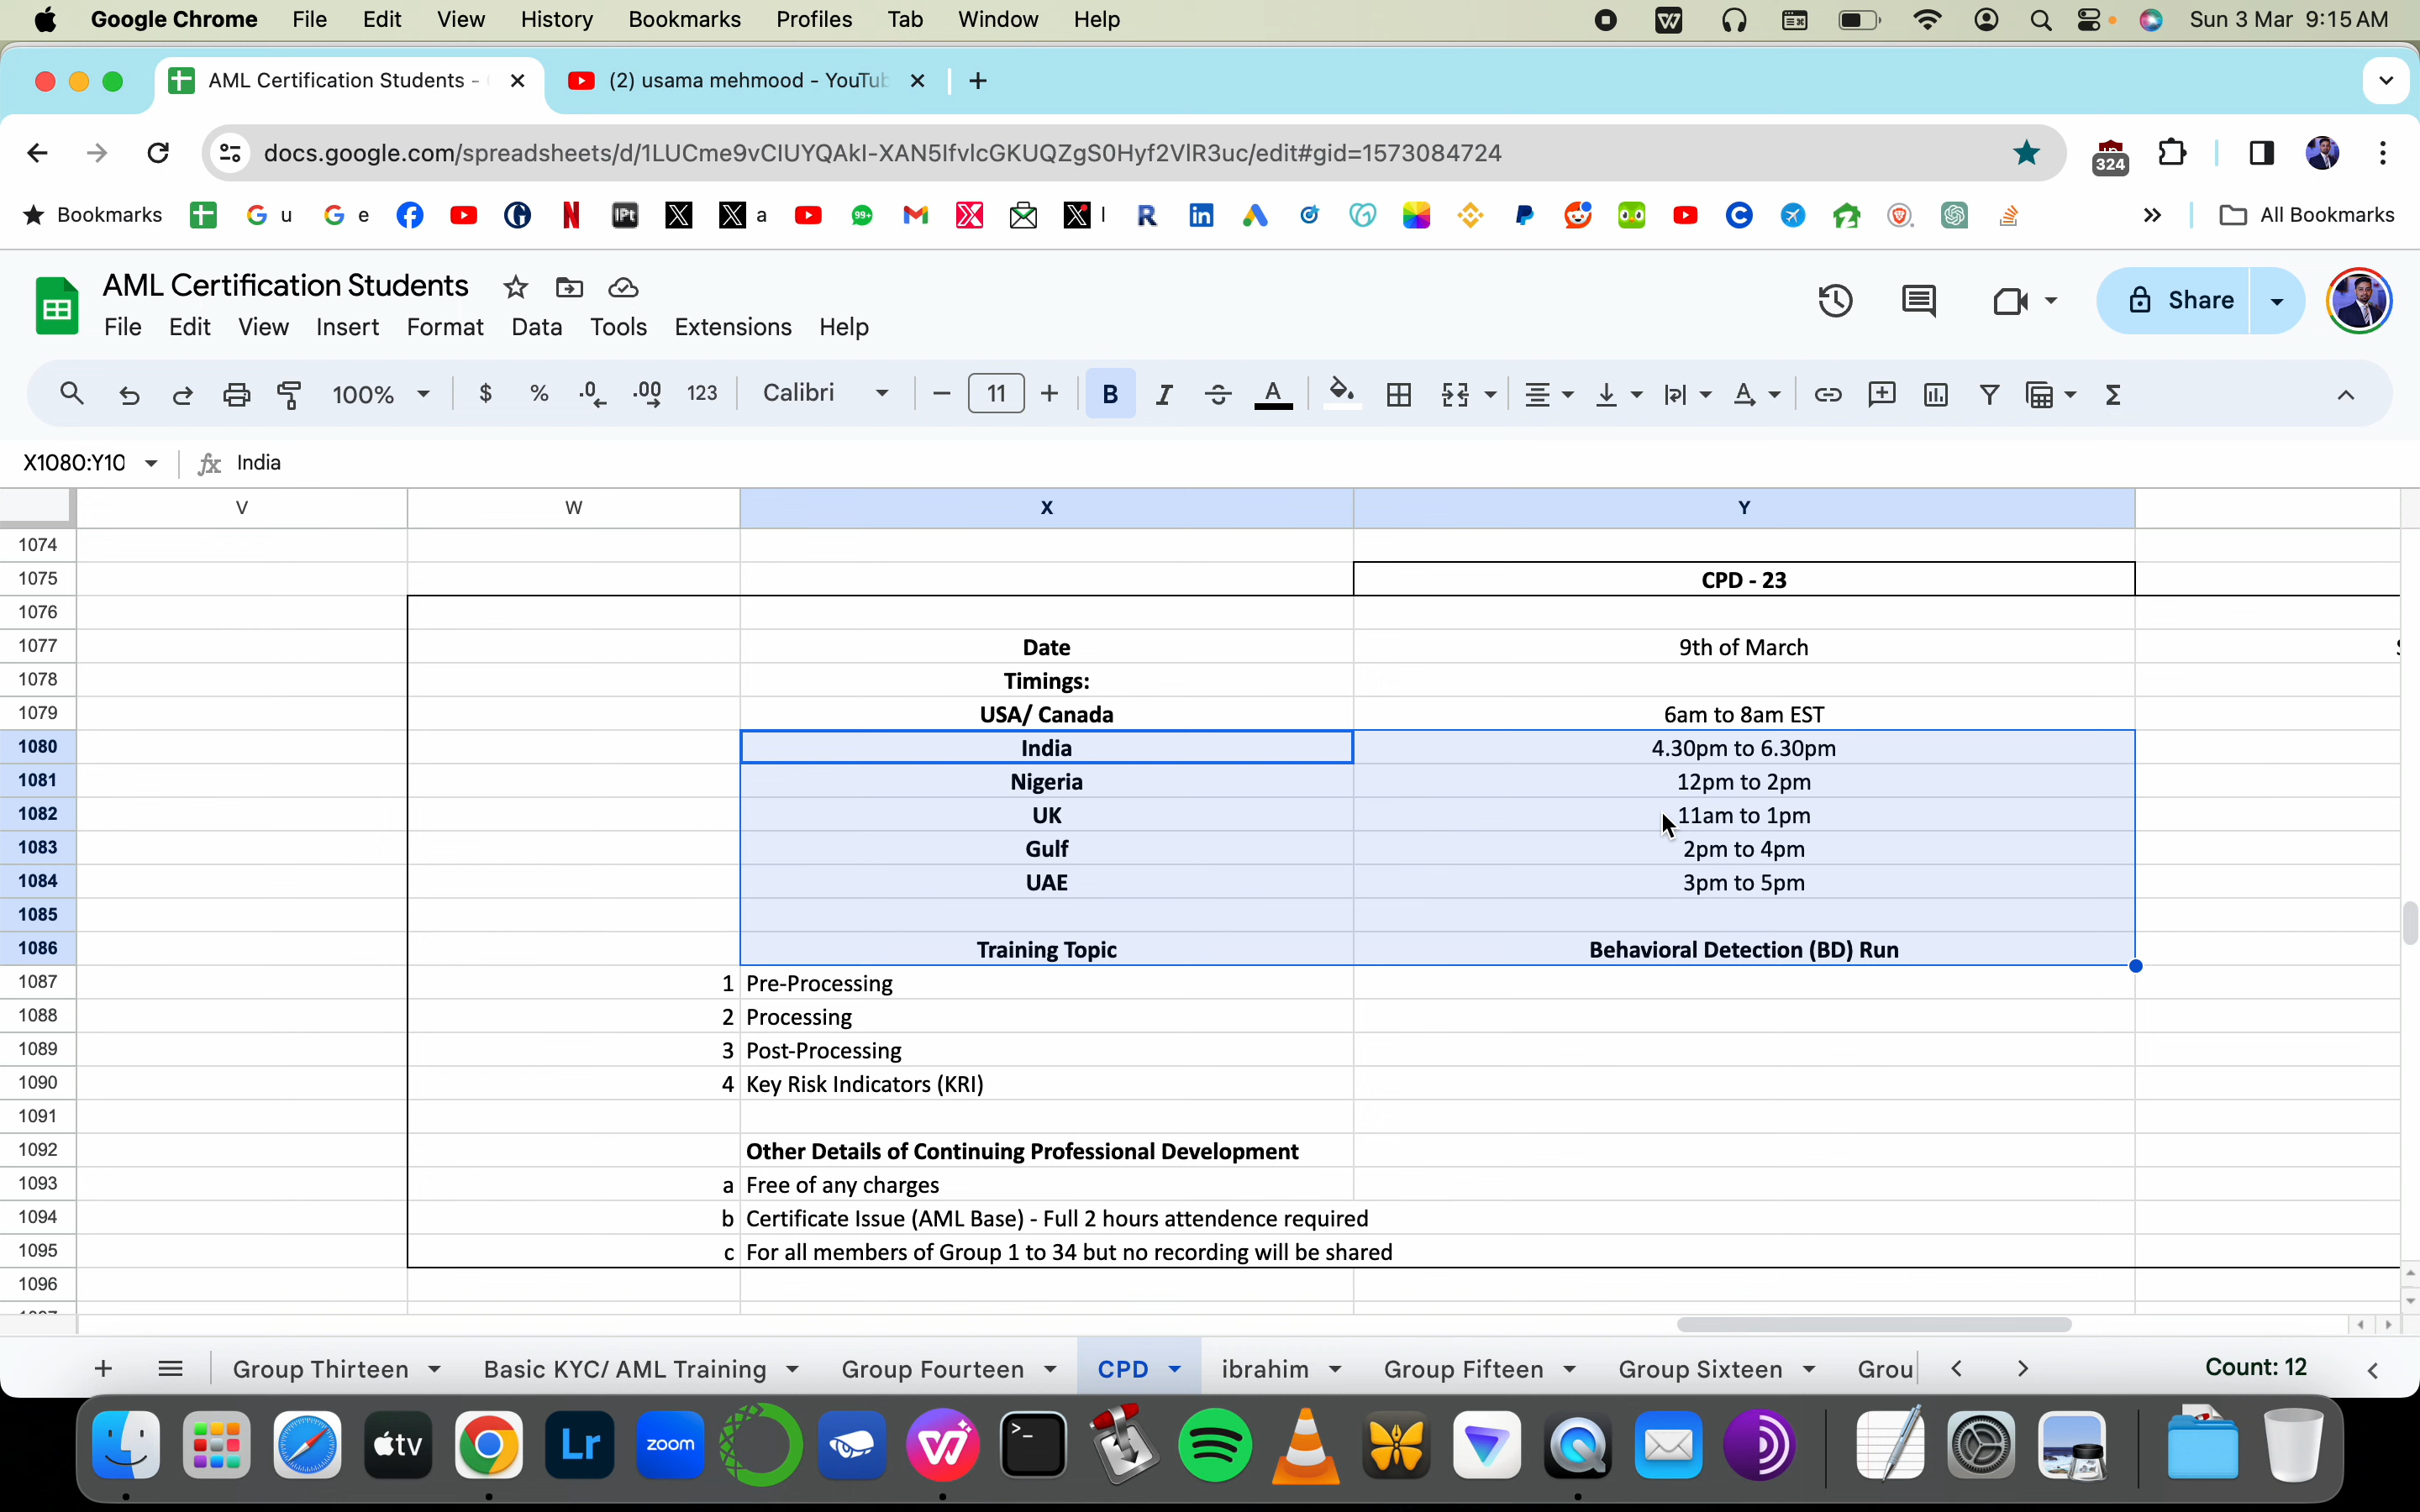 Google Chrome File Edit View History Bookmarks Profiles Tab Window Help Sun 3 Mar 9:15 AM
AML Certification Students - (2) usama mehmood - YouTub
docs.google.com/spreadsheets/d/1LUCme9vCIUYQAkI-XAN5IfvIcGKUQZgS0Hyf2VlR3uc/edit#gid=1573084724 324
Bookmarks u e a l All Bookmarks
AML Certification Students
File Edit View Insert Format Data Tools Extensions Help Share
100% $ % .0 .00 123 Calibri 11 B I S A
X1080:Y10 fx India
V W X Y
1074
1075 CPD - 23
1076
1077 Date 9th of March
1078 Timings:
1079 USA/ Canada 6am to 8am EST
1080 India 4.30pm to 6.30pm
1081 Nigeria 12pm to 2pm
1082 UK 11am to 1pm
1083 Gulf 2pm to 4pm
1084 UAE 3pm to 5pm
1085
1086 Training Topic Behavioral Detection (BD) Run
1087 1 Pre-Processing
1088 2 Processing
1089 3 Post-Processing
1090 4 Key Risk Indicators (KRI)
1091
1092 Other Details of Continuing Professional Development
1093 a Free of any charges
1094 b Certificate Issue (AML Base) - Full 2 hours attendence required
1095 c For all members of Group 1 to 34 but no recording will be shared
1096
Group Thirteen Basic KYC/ AML Training Group Fourteen CPD ibrahim Group Fifteen Group Sixteen Grou Count: 12
tv Lr zoom